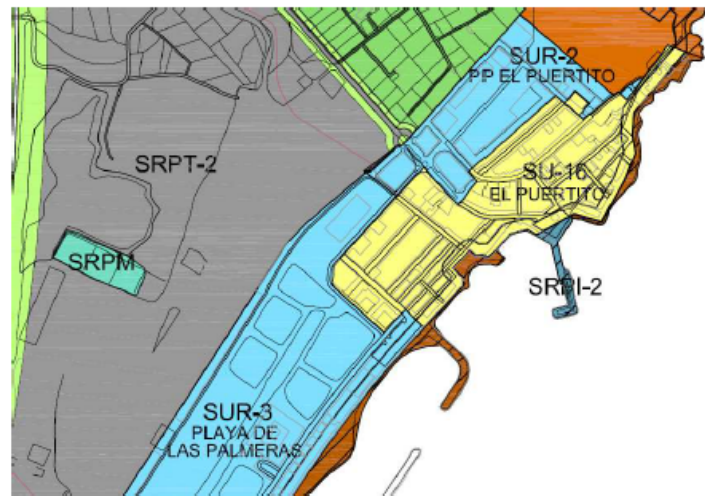 SUR-2
PP EL PUERTITO
SRPT-2
SU-16
EL PUERTITO
SRPM
SRPI-2
SUR-3
PLAYA DE
LAS PALMERAS